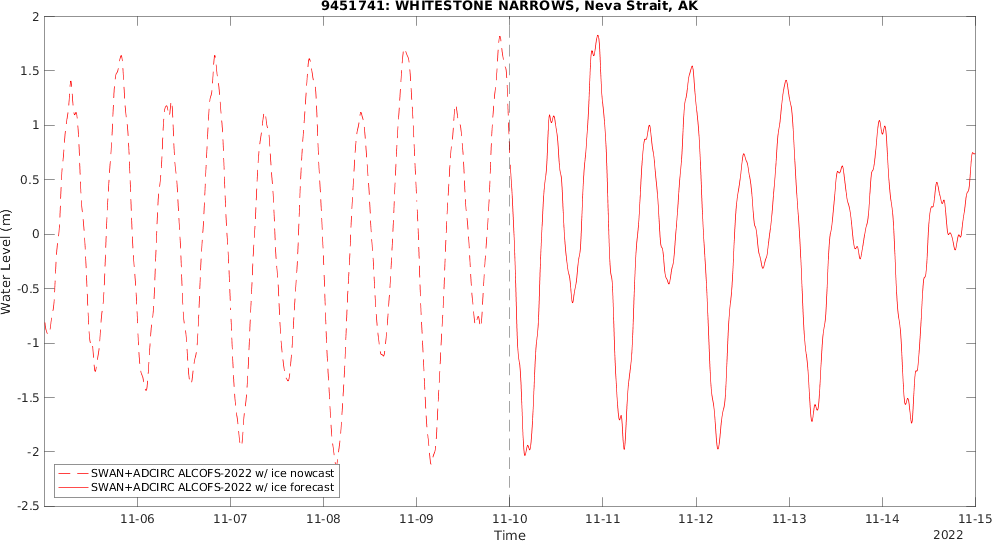 9451741: WHITESTONE NARROWS, Neva Strait, AK
2
1.5
1
0.5
0
-0.5
-1
-1.5
-2
-2.5
Water Level (m)
SWAN+ADCIRC ALCOFS-2022 w/ ice nowcast
SWAN+ADCIRC ALCOFS-2022 w/ ice forecast
11-06 11-07 11-08 11-09 11-10 11-11 11-12 11-13 11-14 11-15
Time
2022